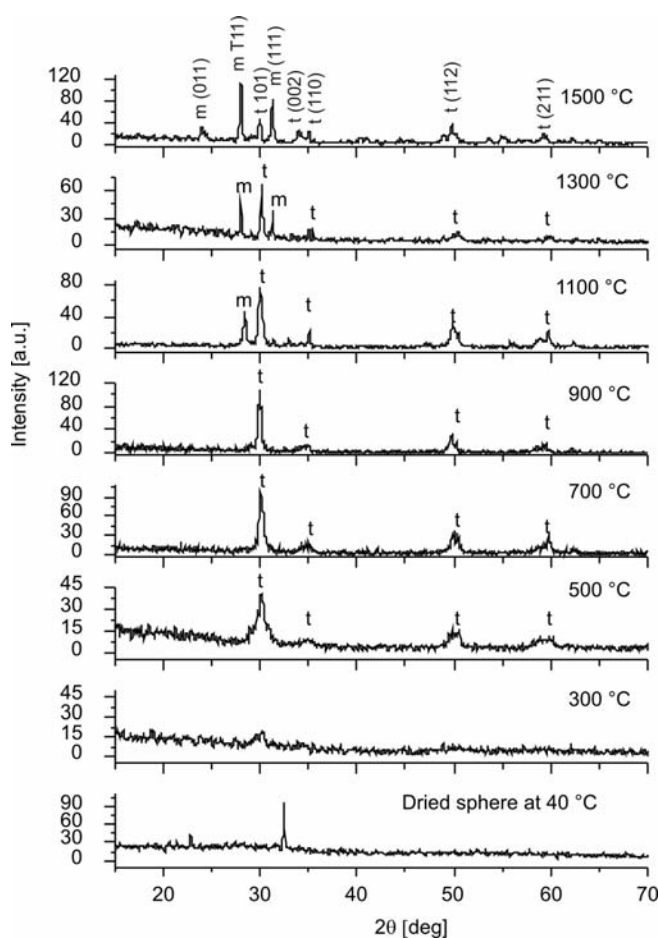 m (011)
m T11)
t 101)
m (111)
t (002)
t (110)
t (112)
t (211)
120
80
40
0
1500 °C
60
30
0
m
t
m
t
t
t
1300 °C
80
40
0
m
t
t
t
t
1100 °C
120
80
40
0
t
t
t
t
900 °C
90
60
30
0
t
t
t
t
700 °C
45
30
15
0
t
t
t
t
500 °C
45
30
15
0
300 °C
90
60
30
0
Dried sphere at 40 °C
20 30 40 50 60 70
2θ [deg]
Intensity [a.u.]